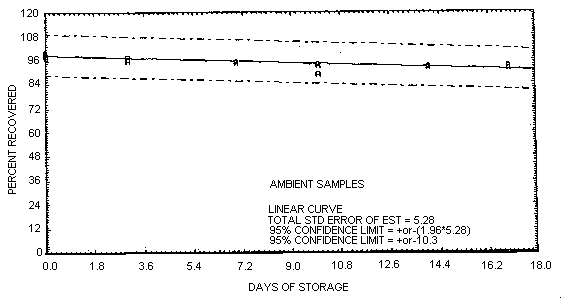 120
108
96
84
72
60
48
36
24
12
0
PERCENT RECOVERED
AMBIENT SAMPLES
LINEAR CURVE
TOTAL STD ERROR OF EST = 5.28
95% CONFIDENCE LIMIT = +or-(1.96*5.28)
95% CONFIDENCE LIMIT = +or-10.3
0.0 1.8 3.6 5.4 7.2 9.0 10.8 12.6 14.4 16.2 18.0
DAYS OF STORAGE